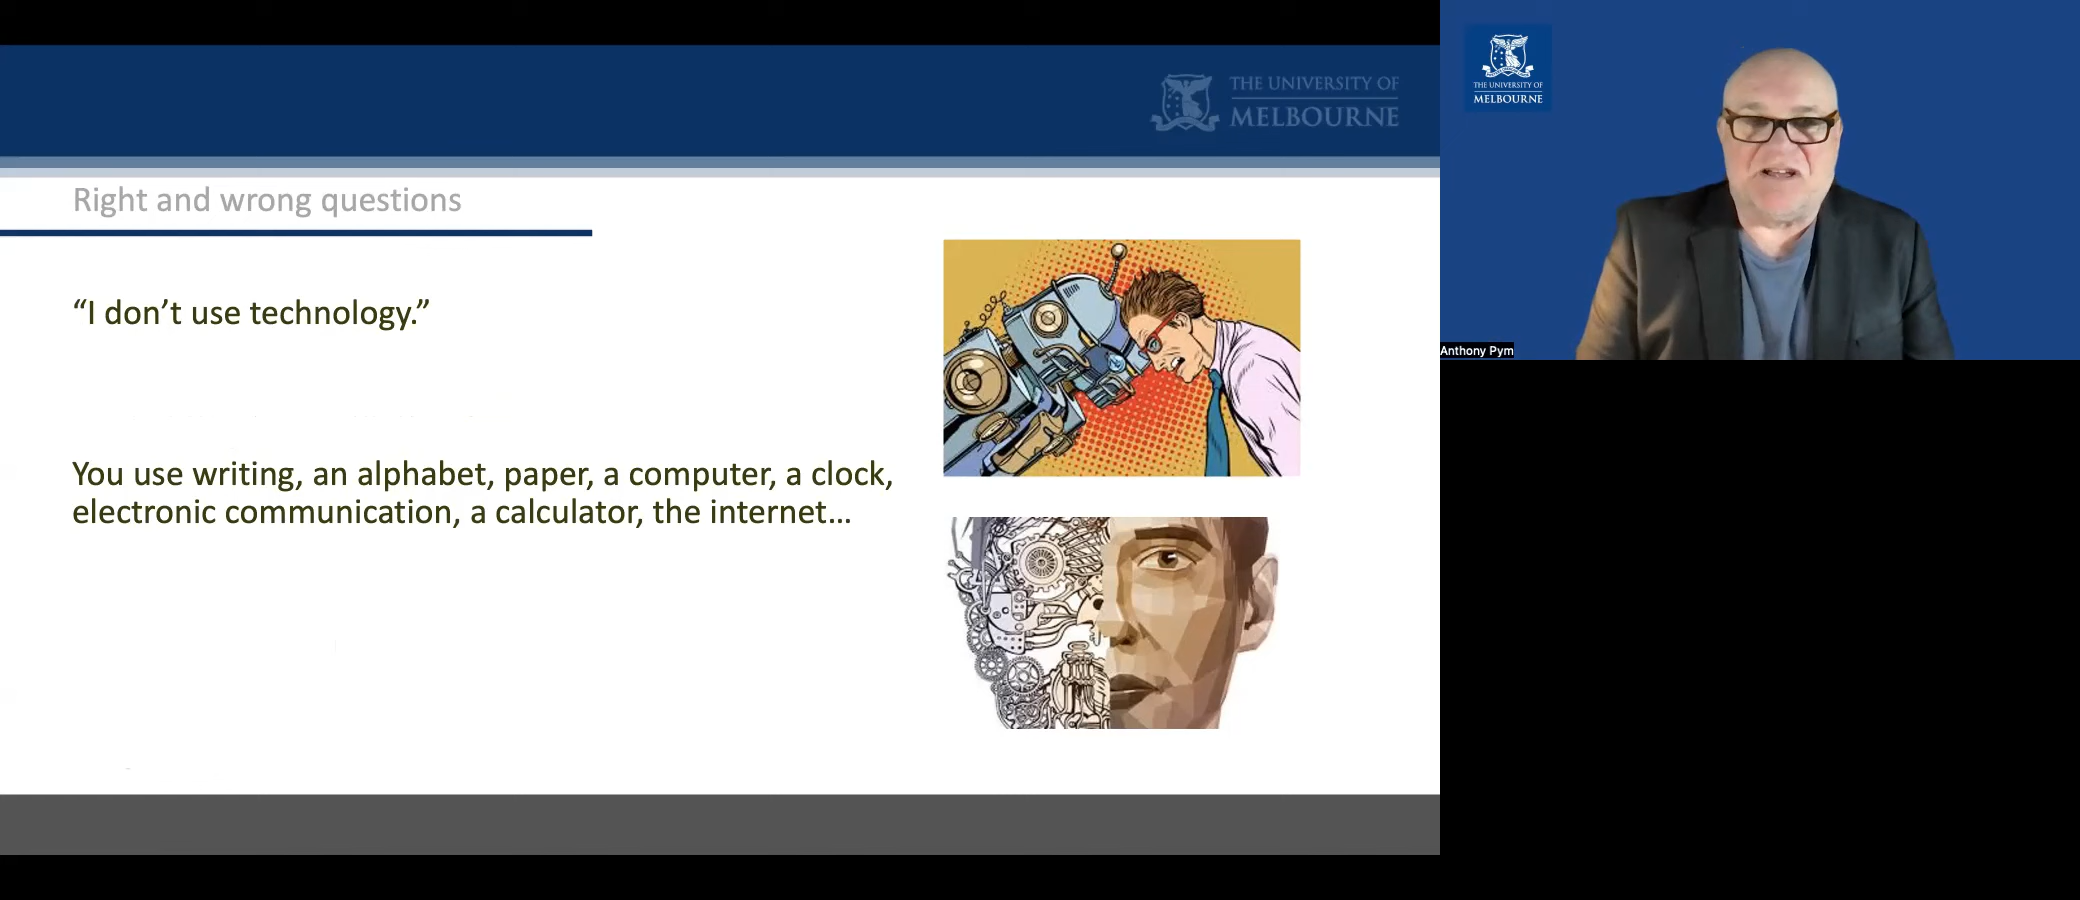 THE UNIVERSITY OF
MELBOURNE
Right and wrong questions
“I don’t use technology.”
You use writing, an alphabet, paper, a computer, a clock,
electronic communication, a calculator, the internet…
THE UNIVERSITY OF
MELBOURNE
Anthony Pym